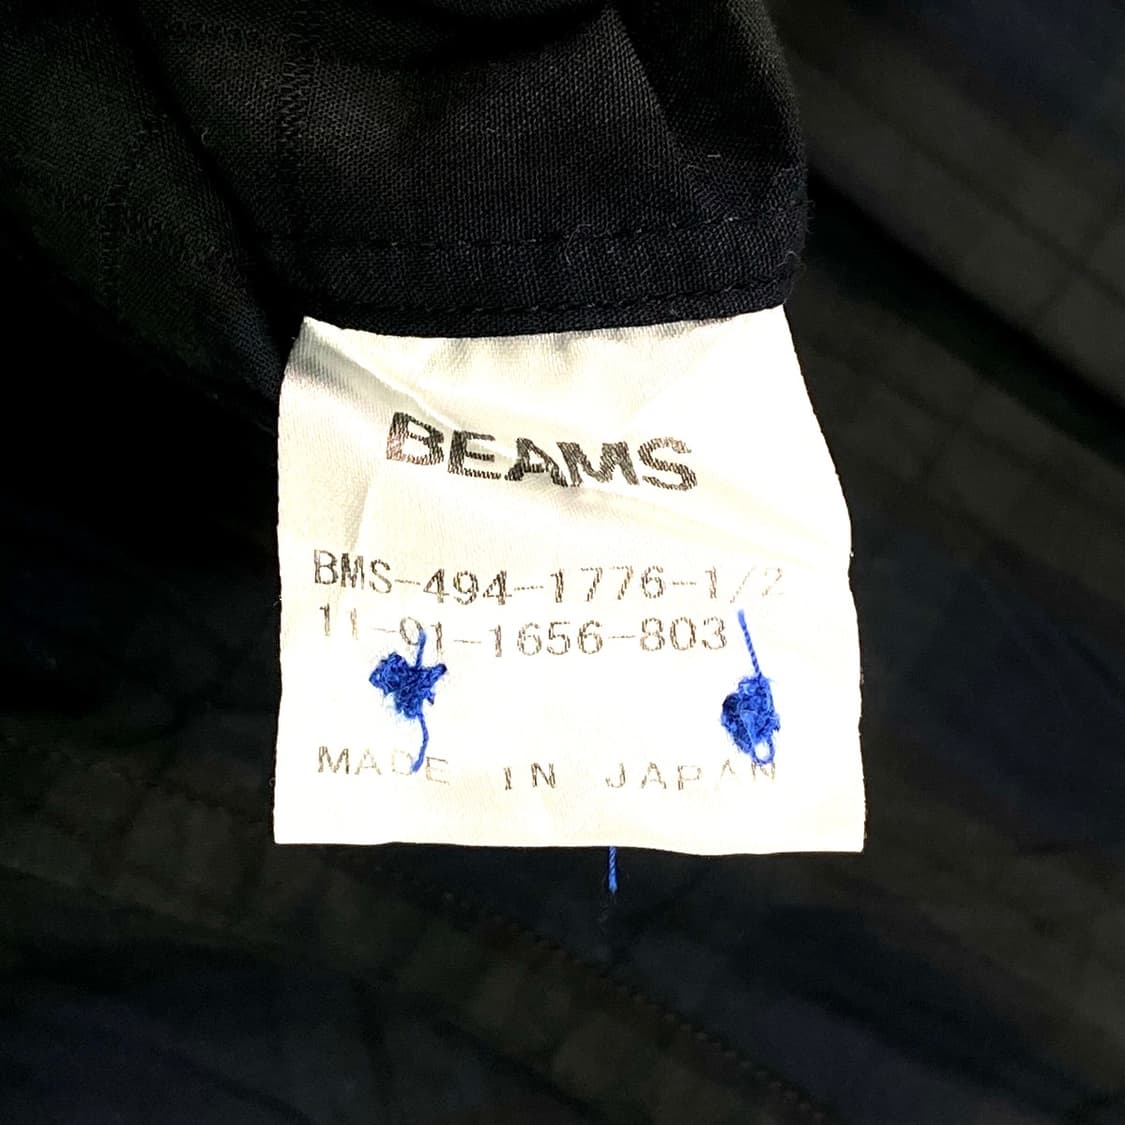 BEAMS
BMS-494-1776-1/2
11-91-1656-803
MADE IN JAPAN